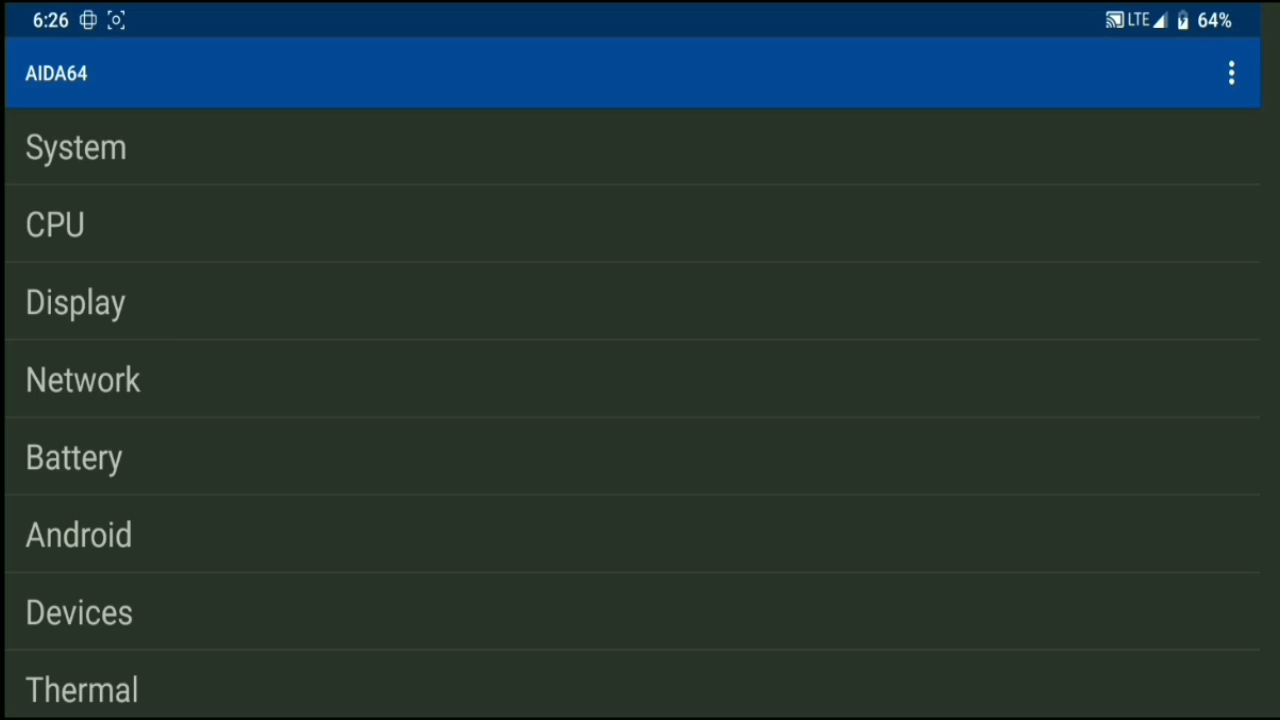 6:26 LTE 64%
AIDA64
System
CPU
Display
Network
Battery
Android
Devices
Thermal